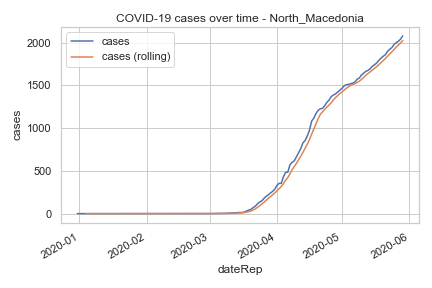 COVID-19 cases over time - North_Macedonia
cases
cases (rolling)
2000
1500
1000
500
0
cases
2020-01
2020-02
2020-03
2020-04
2020-05
2020-06
dateRep